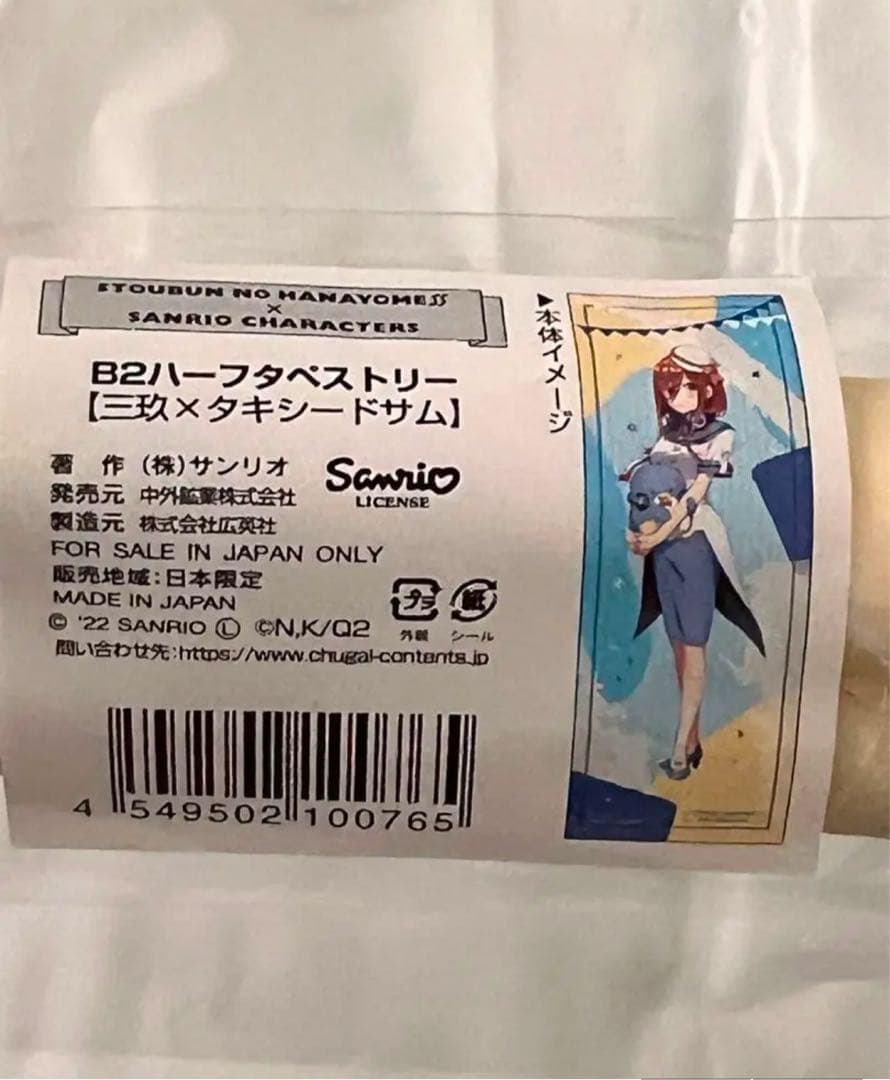 5TOUBUN NO HANAYOME∬
×
SANRIO CHARACTERS
B2ハーフタペストリー
【三玖×タキシードサム】
著 作 (株)サンリオ
発売元 中外鉱業株式会社
製造元 株式会社広英社
Sanrio
LICENSE
FOR SALE IN JAPAN ONLY
販売地域:日本限定
MADE IN JAPAN
© '22 SANRIO Ⓛ ©N,K/Q2
プラ
外装
紙
シール
問い合わせ先:https://www.chugai-contents.jp
4 549502 100765
▶本体イメージ